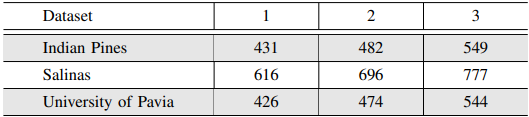 Dataset 1 2 3
Indian Pines 431 482 549
Salinas 616 696 777
University of Pavia 426 474 544